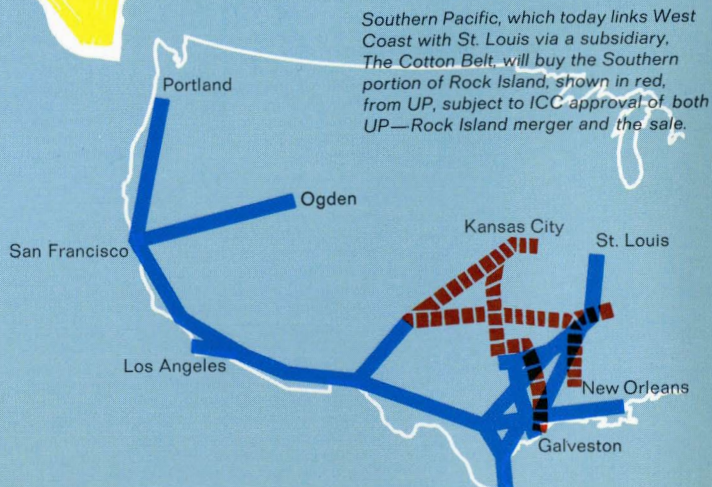 Southern Pacific, which today links West
Coast with St. Louis via a subsidiary,
The Cotton Belt, will buy the Southern
portion of Rock Island, shown in red,
from UP, subject to ICC approval of both
UP—Rock Island merger and the sale.
Portland
Ogden
San Francisco
Kansas City
St. Louis
Los Angeles
New Orleans
Galveston